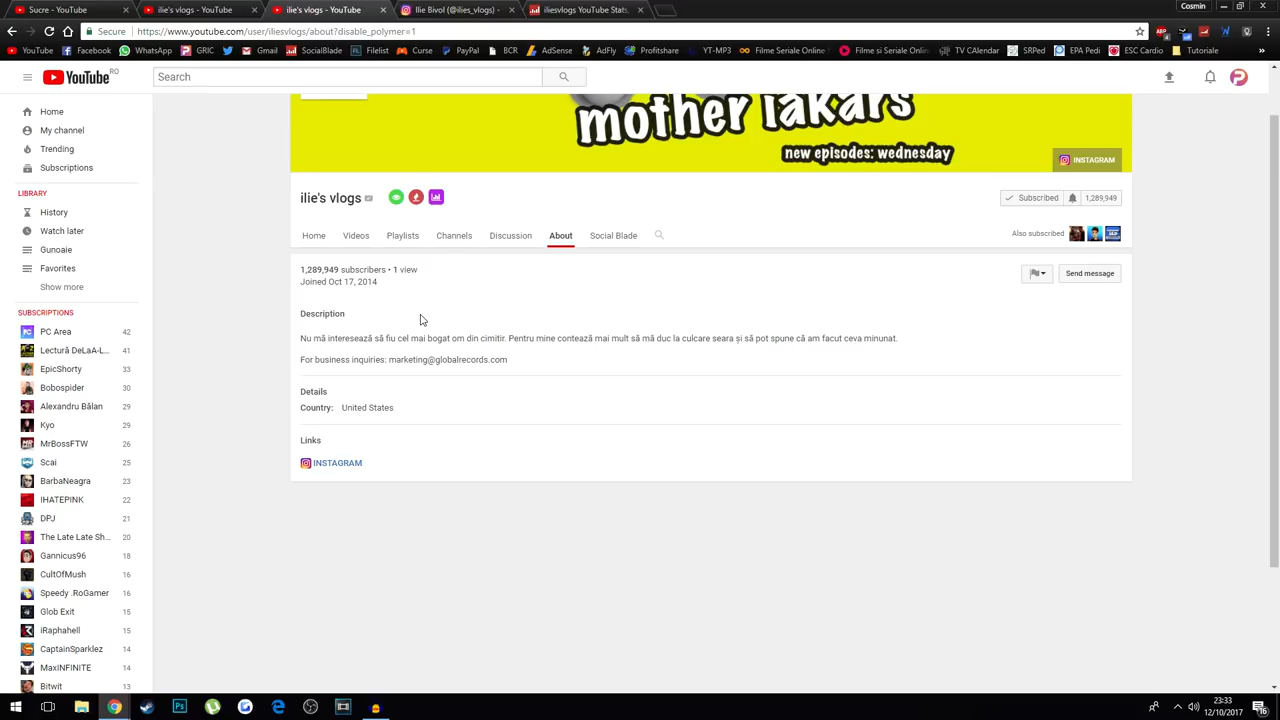 Sucre - YouTube
ilie's vlogs - YouTube
ilie's vlogs - YouTube
Ilie Bivol (@ilies_vlog) -
iliesvlogs YouTube Stats,
Cosmin
Secure
https://www.youtube.com/user/iliesvlogs/about?disable_polymer=1
YouTube Facebook WhatsApp GRIC Twitter Gmail SocialBlade Filelist Curse PayPal BCR AdSense AdFly Profitshare YT-MP3 Filme Seriale Online Filme si Seriale Online TV CAlendar SRPed EPA Pedi ESC Cardio Tutoriale
YouTube RO
Search
Home
My channel
Trending
Subscriptions
LIBRARY
History
Watch later
Gunoaie
Favorites
Show more
SUBSCRIPTIONS
PC Area 42
Lectură DeLaA-L... 41
EpicShorty 33
Bobospider 30
Alexandru Bălan 29
Kyo 29
MrBossFTW 26
Scai 25
BarbaNeagra 23
IHATEPINK 22
DPJ 21
The Late Late Sh... 20
Gannicus96 18
CultOfMush 16
Speedy .RoGamer 16
Glob Exit 15
iRaphahell 15
CaptainSparklez 14
MaxINFINITE 14
Bitwit 13
mother fakars
new episodes: wednesday
INSTAGRAM
ilie's vlogs
Subscribed 1,289,949
Home Videos Playlists Channels Discussion About Social Blade
Also subscribed
1,289,949 subscribers • 1 view
Joined Oct 17, 2014
Send message
Description
Nu mă interesează să fiu cel mai bogat om din cimitir. Pentru mine contează mai mult să mă duc la culcare seara și să pot spune că am facut ceva minunat.
For business inquiries: marketing@globalrecords.com
Details
Country: United States
Links
INSTAGRAM
23:33
12/10/2017